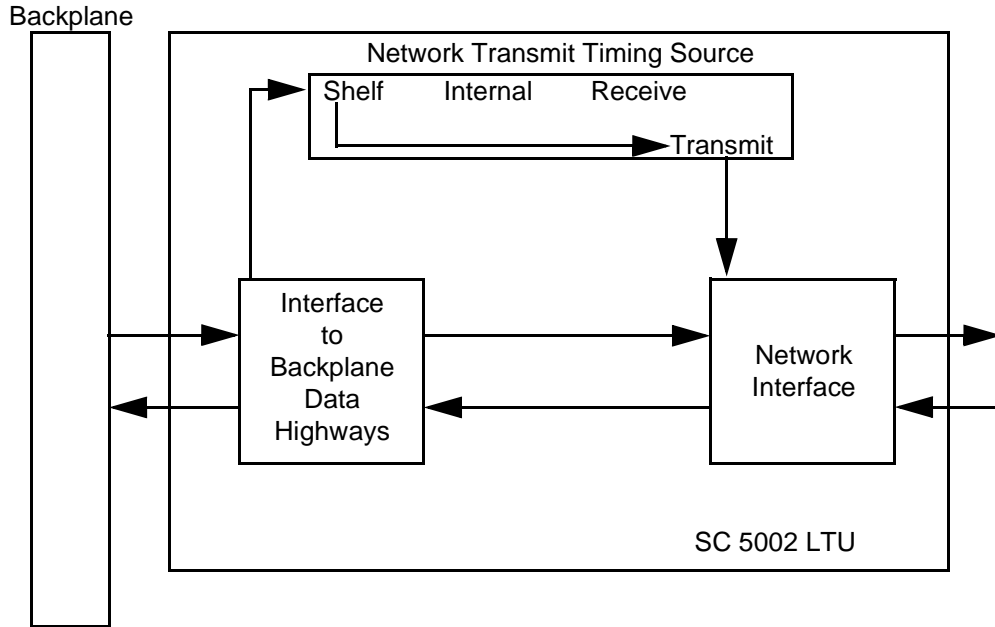 Backplane
Network Transmit Timing Source
Shelf Internal Receive
Transmit
Interface
to
Backplane
Data
Highways
Network
Interface
SC 5002 LTU